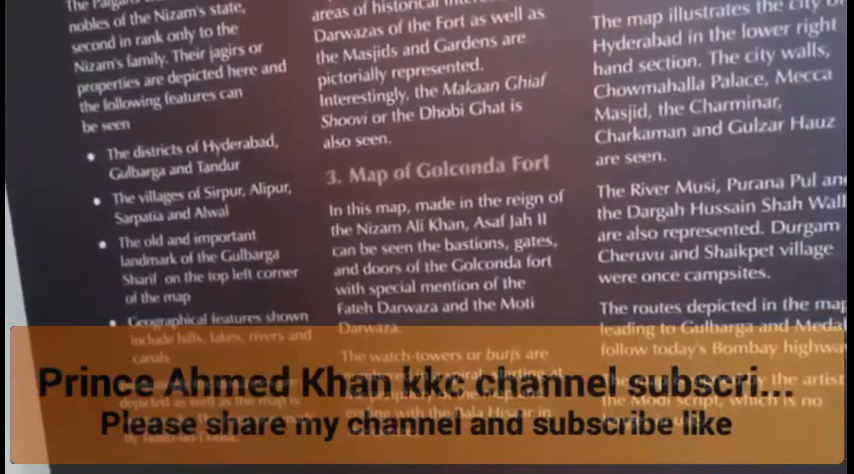 nobles of the Nizam's state,
second in rank only to the
Nizam's family. Their jagirs or
properties are depicted here and
the following features can
be seen
• The districts of Hyderabad,
Gulbarga and Tandur
• The villages of Sirpur, Alipur,
Sarpatia and Alwal
• The old and important
landmark of the Gulbarga
Sharif on the top left corner
of the map
• Geographical features shown
include hills, lakes, rivers and
canals
areas of historical
Darwazas of the Fort as well as
the Masjids and Gardens are
pictorially represented.
Interestingly, the Makaan Ghiaf
Shoovi or the Dhobi Ghat is
also seen.
3. Map of Golconda Fort
In this map, made in the reign of
the Nizam Ali Khan, Asaf Jah II
can be seen the bastions, gates,
and doors of the Golconda fort
with special mention of the
Fateh Darwaza and the Moti
Darwaza.
The watch-towers or burjs are
The map illustrates the city of
Hyderabad in the lower right
hand section. The city walls,
Chowmahalla Palace, Mecca
Masjid, the Charminar,
Charkaman and Gulzar Hauz
are seen.
The River Musi, Purana Pul an
the Dargah Hussain Shah Wali
are also represented. Durgam
Cheruvu and Shaikpet village
were once campsites.
The routes depicted in the map
leading to Gulbarga and Meda
follow today's Bombay highwa
the artist
the Modi script, which is no
Prince Ahmed Khan kkc channel subscri...
Please share my channel and subscribe like